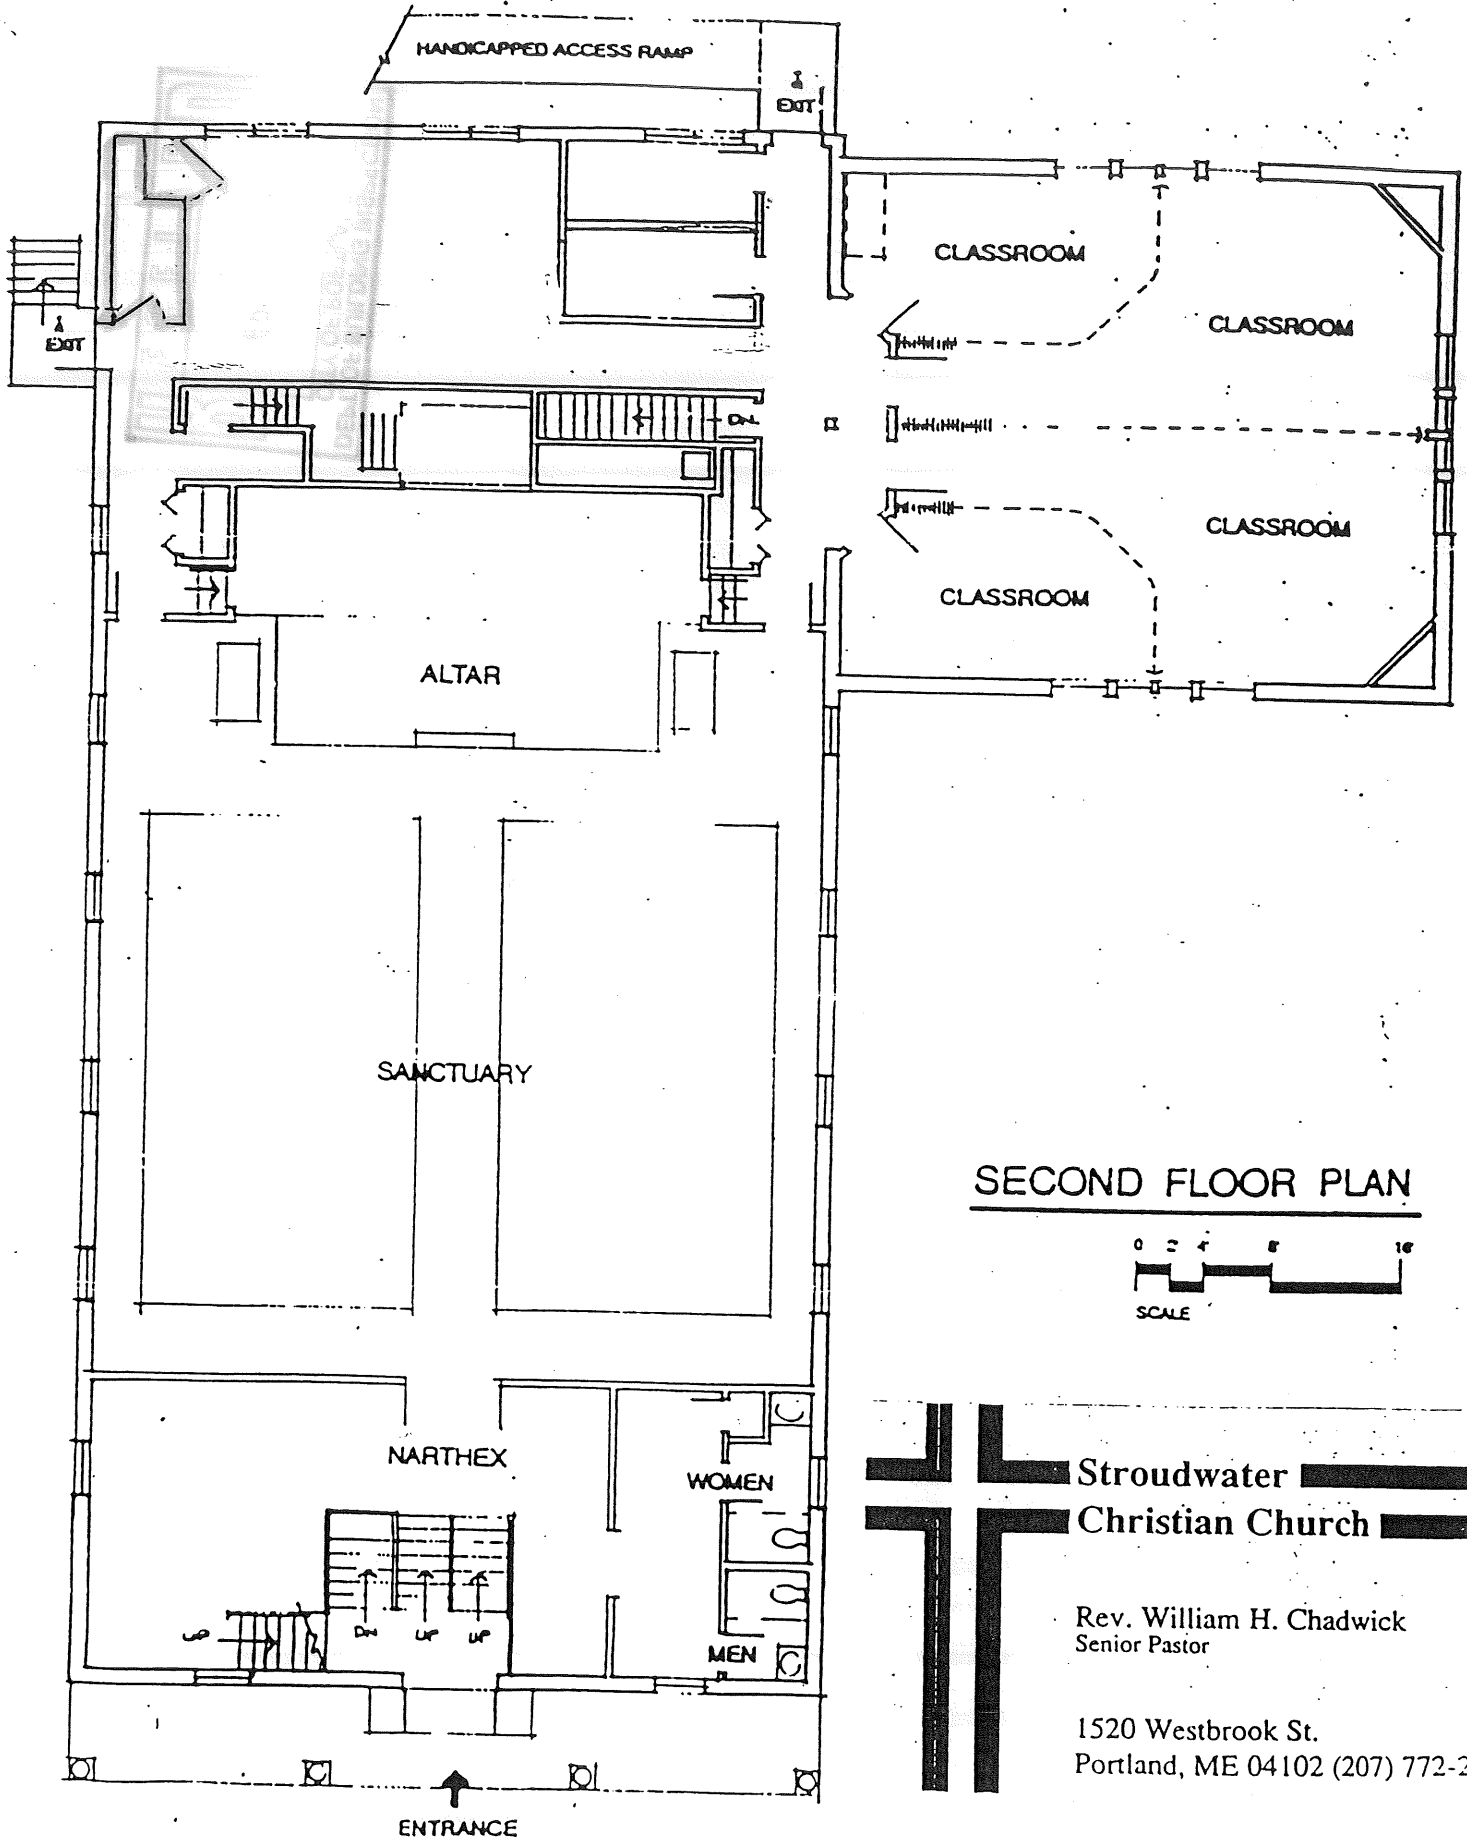 HANDICAPPED ACCESS RAMP
EXIT
CLASSROOM
CLASSROOM
EXIT
DN
CLASSROOM
CLASSROOM
ALTAR
SANCTUARY
SECOND FLOOR PLAN
0 2 4 8 16
SCALE
NARTHEX
WOMEN
Stroudwater
Christian Church
UP
DN
UP
UP
MEN
Rev. William H. Chadwick
Senior Pastor
1520 Westbrook St.
Portland, ME 04102 (207) 772-2
ENTRANCE